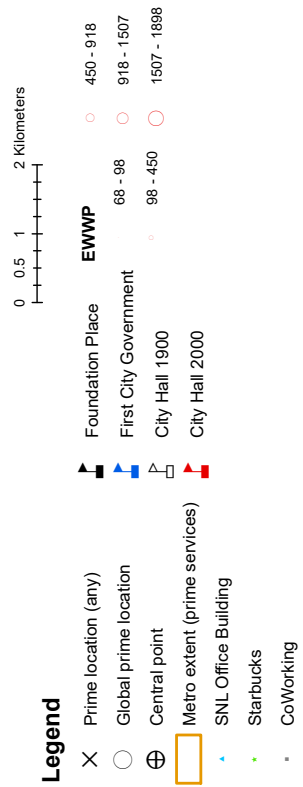 Legend
Prime location (any)
Global prime location
Central point
Metro extent (prime services)
SNL Office Building
Starbucks
CoWorking
Foundation Place
First City Government
City Hall 1900
City Hall 2000
0 0.5 1 2 Kilometers
EWWP
68 - 98
98 - 450
450 - 918
918 - 1507
1507 - 1898